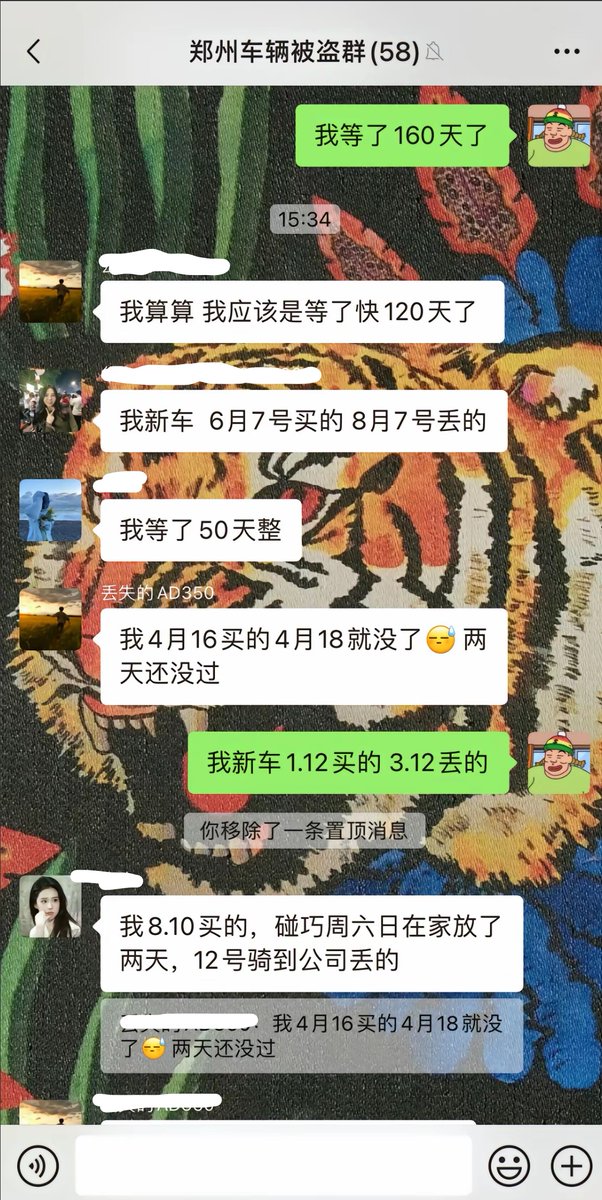 郑州车辆被盗群(58)
我等了160天了
15:34
我算算 我应该是等了快120天了
我新车 6月7号买的 8月7号丢的
我等了50天整
丢失的AD350
我4月16买的4月18就没了😓 两
天还没过
我新车1.12买的 3.12丢的
你移除了一条置顶消息
我8.10买的，碰巧周六日在家放了
两天，12号骑到公司丢的
我4月16买的4月18就没
了😓 两天还没过